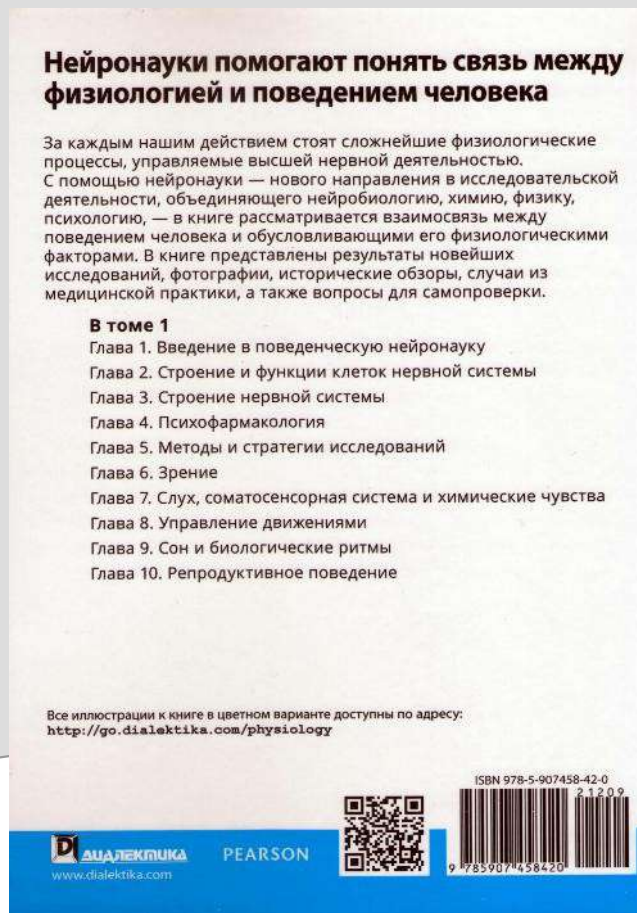 Нейронауки помогают понять связь между
физиологией и поведением человека
За каждым нашим действием стоят сложнейшие физиологические
процессы, управляемые высшей нервной деятельностью.
С помощью нейронауки — нового направления в исследовательской
деятельности, объединяющего нейробиологию, химию, физику,
психологию, — в книге рассматривается взаимосвязь между
поведением человека и обусловливающими его физиологическими
факторами. В книге представлены результаты новейших
исследований, фотографии, исторические обзоры, случаи из
медицинской практики, а также вопросы для самопроверки.
В томе 1
Глава 1. Введение в поведенческую нейронауку
Глава 2. Строение и функции клеток нервной системы
Глава 3. Строение нервной системы
Глава 4. Психофармакология
Глава 5. Методы и стратегии исследований
Глава 6. Зрение
Глава 7. Слух, соматосенсорная система и химические чувства
Глава 8. Управление движениями
Глава 9. Сон и биологические ритмы
Глава 10. Репродуктивное поведение
Все иллюстрации к книге в цветном варианте доступны по адресу:
http://go.dialektika.com/physiology
ISBN 978-5-907458-42-0
21209
9 785907 458420
ДИАЛЕКТИКА
www.dialektika.com
PEARSON